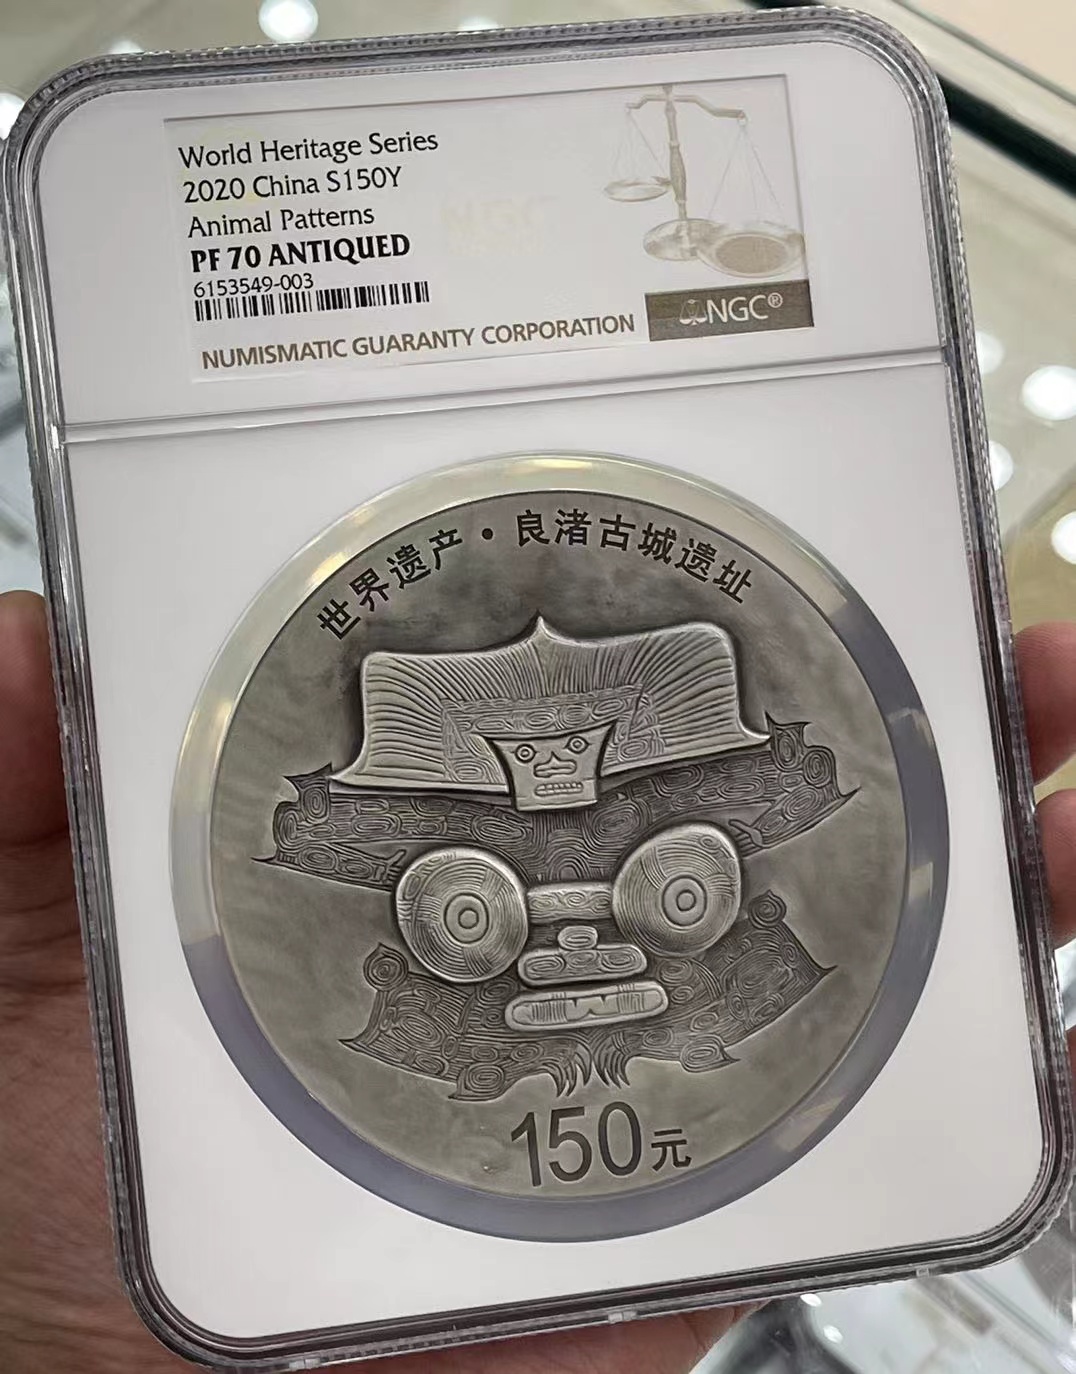 World Heritage Series
2020 China S150Y
Animal Patterns
PF 70 ANTIQUED
6153549-003
NUMISMATIC GUARANTY CORPORATION
NGC®
世界遗产·良渚古城遗址
150元